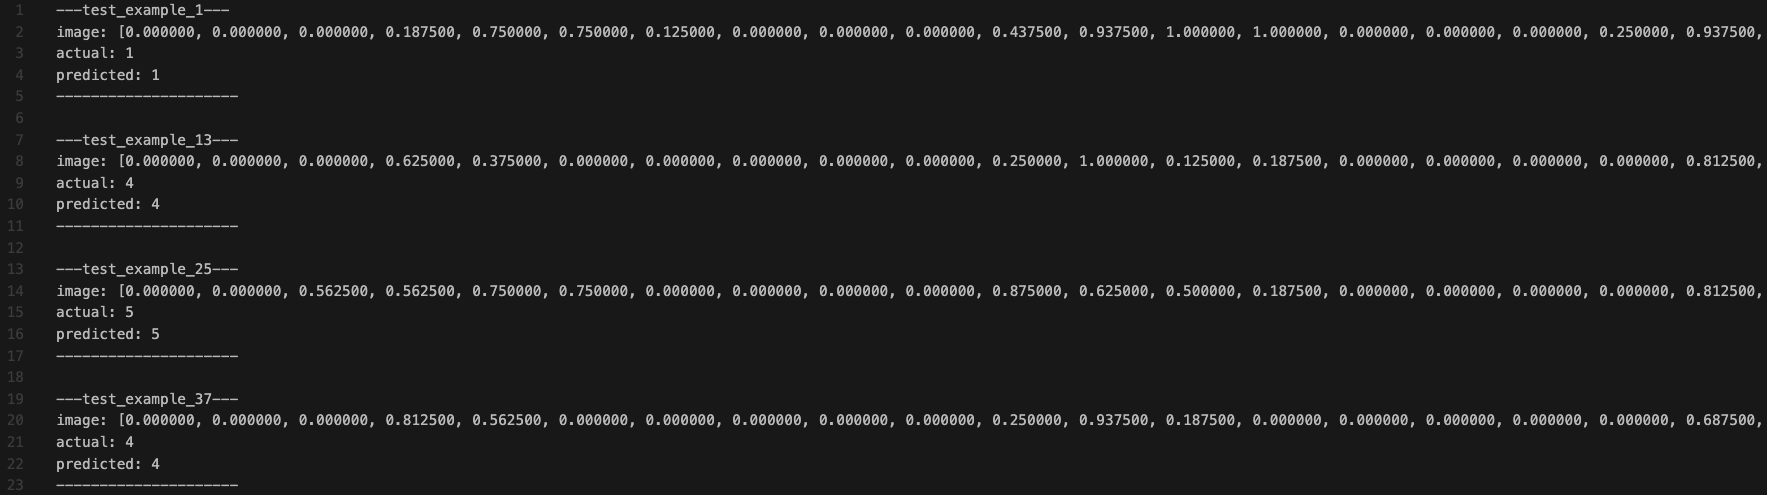 1 ---test_example_1---
2 image: [0.000000, 0.000000, 0.000000, 0.187500, 0.750000, 0.750000, 0.125000, 0.000000, 0.000000, 0.000000, 0.437500, 0.937500, 1.000000, 1.000000, 0.000000, 0.000000, 0.000000, 0.250000, 0.937500,
3 actual: 1
4 predicted: 1
5 ---------------------
6
7 ---test_example_13---
8 image: [0.000000, 0.000000, 0.000000, 0.625000, 0.375000, 0.000000, 0.000000, 0.000000, 0.000000, 0.000000, 0.250000, 1.000000, 0.125000, 0.187500, 0.000000, 0.000000, 0.000000, 0.000000, 0.812500,
9 actual: 4
10 predicted: 4
11 ---------------------
12
13 ---test_example_25---
14 image: [0.000000, 0.000000, 0.562500, 0.562500, 0.750000, 0.750000, 0.000000, 0.000000, 0.000000, 0.000000, 0.875000, 0.625000, 0.500000, 0.187500, 0.000000, 0.000000, 0.000000, 0.000000, 0.812500,
15 actual: 5
16 predicted: 5
17 ---------------------
18
19 ---test_example_37---
20 image: [0.000000, 0.000000, 0.000000, 0.812500, 0.562500, 0.000000, 0.000000, 0.000000, 0.000000, 0.000000, 0.250000, 0.937500, 0.187500, 0.000000, 0.000000, 0.000000, 0.000000, 0.000000, 0.687500,
21 actual: 4
22 predicted: 4
23 ---------------------